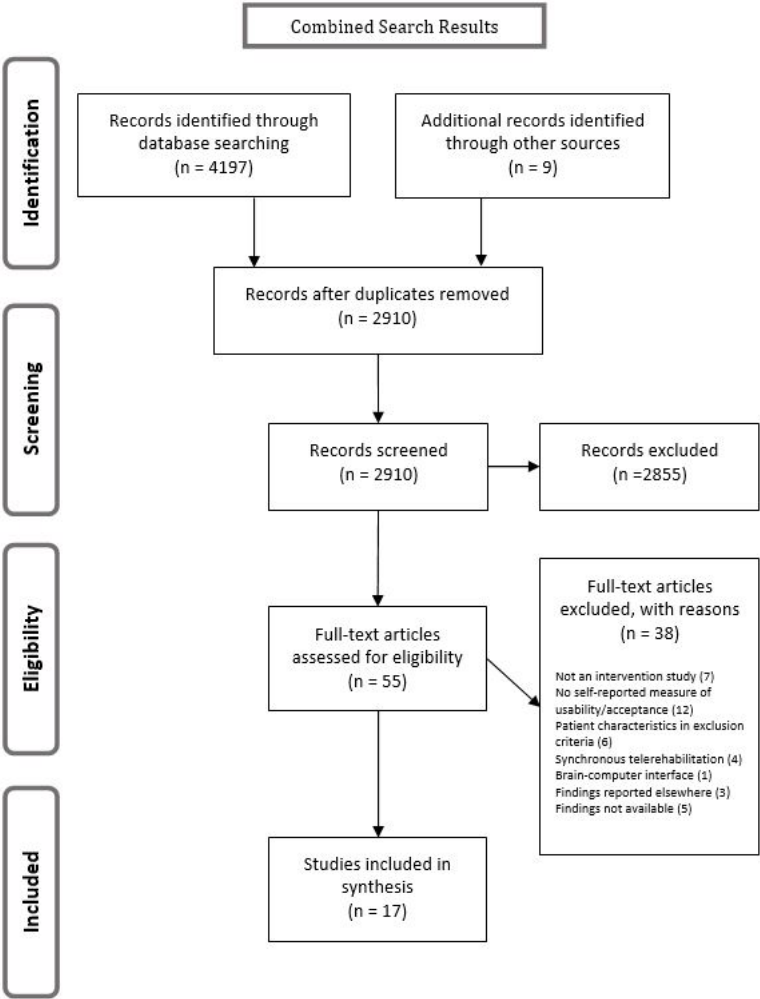 Combined Search Results
Identification
Records identified through
database searching
(n = 4197)
Additional records identified
through other sources
(n = 9)
Records after duplicates removed
(n = 2910)
Screening
Records screened
(n = 2910)
Records excluded
(n =2855)
Eligibility
Full-text articles
assessed for eligibility
(n = 55)
Full-text articles
excluded, with reasons
(n = 38)
Not an intervention study (7)
No self-reported measure of
usability/acceptance (12)
Patient characteristics in exclusion
criteria (6)
Synchronous telerehabilitation (4)
Brain-computer interface (1)
Findings reported elsewhere (3)
Findings not available (5)
Included
Studies included in
synthesis
(n = 17)